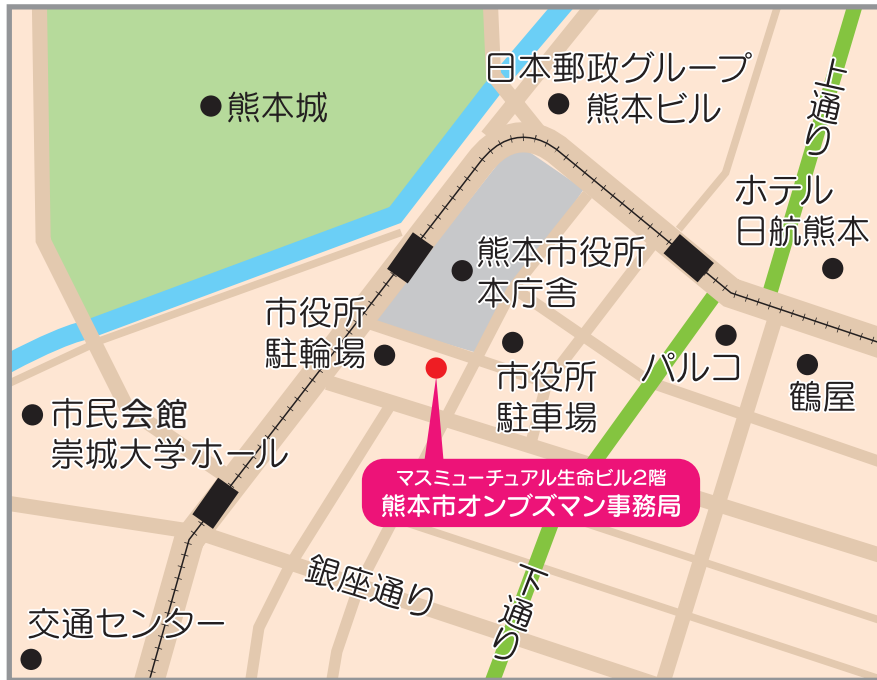 日本郵政グループ
熊本ビル
熊本城
上通り
ホテル
日航熊本
熊本市役所
本庁舎
市役所
駐輪場
市役所
駐車場
パルコ
鶴屋
市民会館
崇城大学ホール
マスミューチュアル生命ビル2階
熊本市オンブズマン事務局
銀座通り
下通り
交通センター